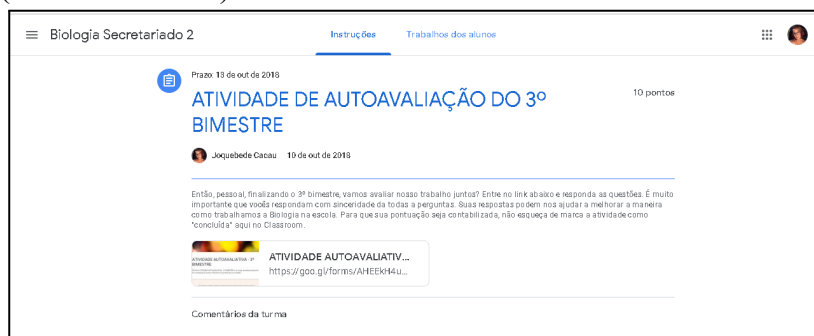 Biologia Secretariado 2
Instruções
Trabalhos dos alunos
Prazo: 13 de out de 2018
ATIVIDADE DE AUTOAVALIAÇÃO DO 3º
BIMESTRE
10 pontos
Joquebede Cacau 10 de out de 2018
Então, pessoal, finalizando o 3º bimestre, vamos avaliar nosso trabalho juntos? Entre no link abaixo e responda as questões. É muito
importante que vocês respondam com sinceridade da todas a perguntas. Suas respostas podem nos ajudar a melhorar a maneira
como trabalhamos a Biologia na escola. Para que sua pontuação seja contabilizada, não esqueça de marca a atividade como
"concluída" aqui no Classroom.
ATIVIDADE AUTOAVALIATIVA - 3º
BIMESTRE
ATIVIDADE AUTOAVALIATIV...
https://goo.gl/forms/AHEEkH4u...
Comentários da turma